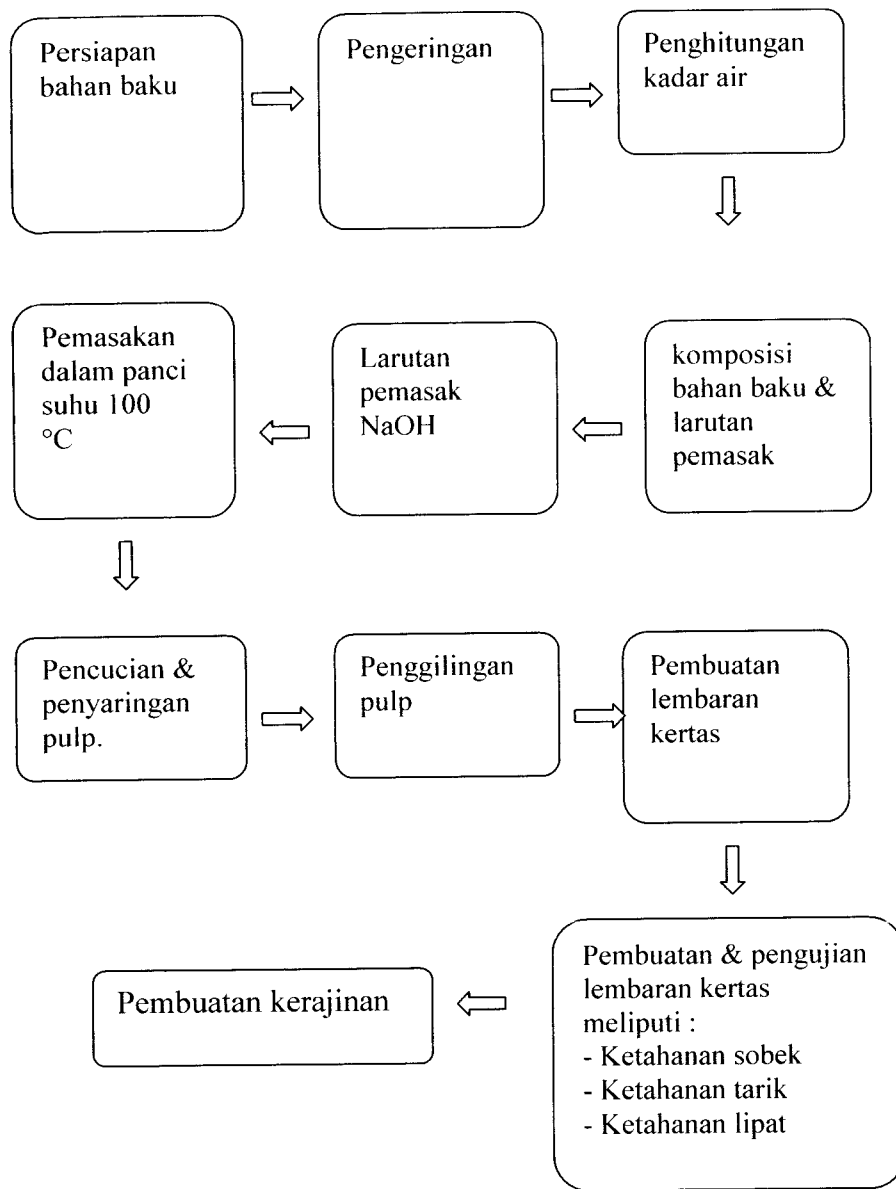 Persiapan
bahan baku
Pengeringan
Penghitungan
kadar air
komposisi
bahan baku &
larutan
pemasak
Larutan
pemasak
NaOH
Pemasakan
dalam panci
suhu 100
°C
Pencucian &
penyaringan
pulp.
Penggilingan
pulp
Pembuatan
lembaran
kertas
Pembuatan & pengujian
lembaran kertas
meliputi :
- Ketahanan sobek
- Ketahanan tarik
- Ketahanan lipat
Pembuatan kerajinan